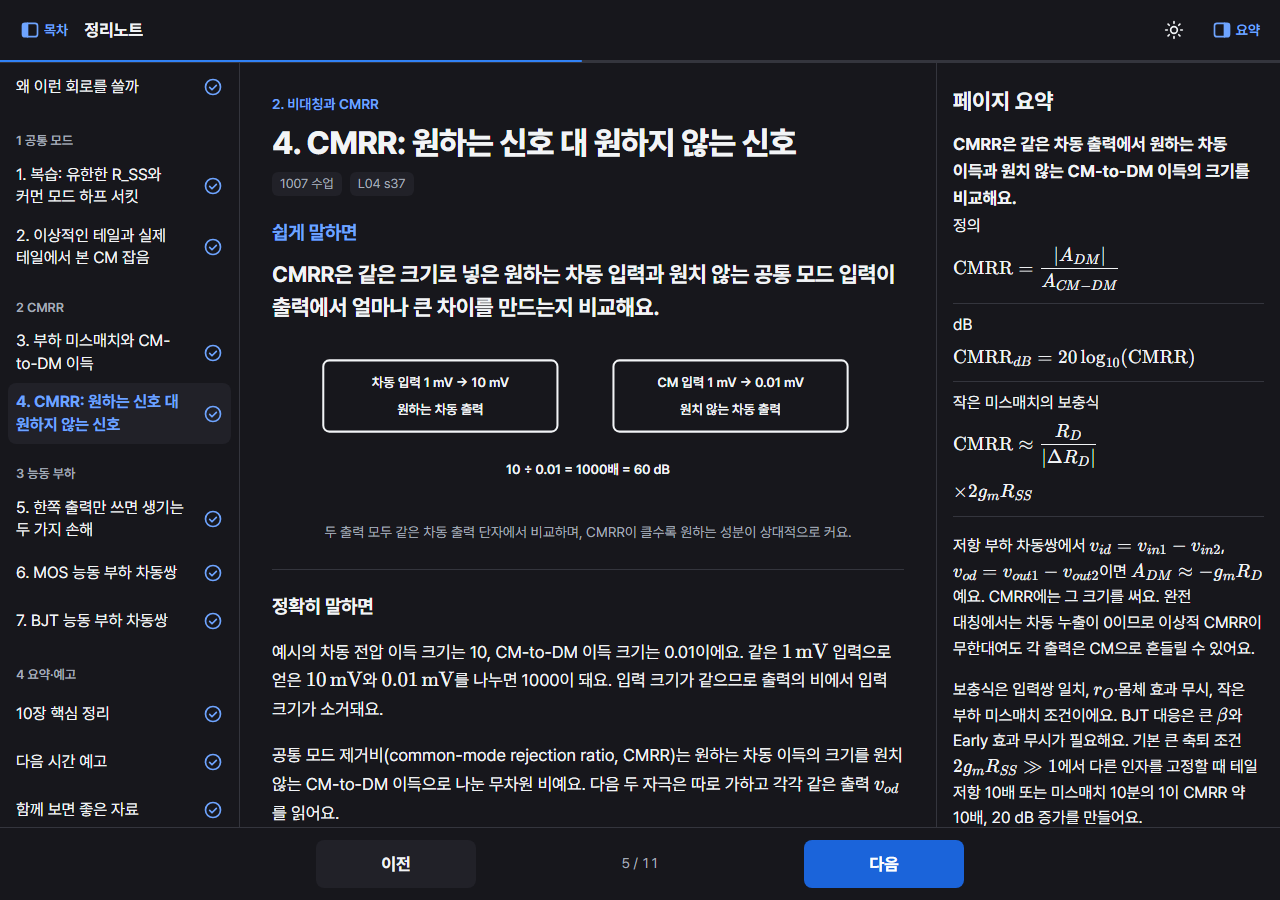 목차 정리노트 요약
왜 이런 회로를 쓸까
1 공통 모드
1. 복습: 유한한 R_SS와
커먼 모드 하프 서킷
2. 이상적인 테일과 실제
테일에서 본 CM 잡음
2 CMRR
3. 부하 미스매치와 CM-
to-DM 이득
4. CMRR: 원하는 신호 대
원하지 않는 신호
3 능동 부하
5. 한쪽 출력만 쓰면 생기는
두 가지 손해
6. MOS 능동 부하 차동쌍
7. BJT 능동 부하 차동쌍
4 요약·예고
10장 핵심 정리
다음 시간 예고
함께 보면 좋은 자료
2. 비대칭과 CMRR
4. CMRR: 원하는 신호 대 원하지 않는 신호
1007 수업 L04 s37
쉽게 말하면
CMRR은 같은 크기로 넣은 원하는 차동 입력과 원치 않는 공통 모드 입력이
출력에서 얼마나 큰 차이를 만드는지 비교해요.
차동 입력 1 mV → 10 mV
원하는 차동 출력
CM 입력 1 mV → 0.01 mV
원치 않는 차동 출력
10 ÷ 0.01 = 1000배 = 60 dB
두 출력 모두 같은 차동 출력 단자에서 비교하며, CMRR이 클수록 원하는 성분이 상대적으로 커요.
정확히 말하면
예시의 차동 전압 이득 크기는 10, CM-to-DM 이득 크기는 0.01이에요. 같은 1 mV 입력으로
얻은 10 mV와 0.01 mV를 나누면 1000이 돼요. 입력 크기가 같으므로 출력의 비에서 입력
크기가 소거돼요.
공통 모드 제거비(common-mode rejection ratio, CMRR)는 원하는 차동 이득의 크기를 원치
않는 CM-to-DM 이득으로 나눈 무차원 비예요. 다음 두 자극은 따로 가하고 각각 같은 출력 v_od
를 읽어요.
페이지 요약
CMRR은 같은 차동 출력에서 원하는 차동
이득과 원치 않는 CM-to-DM 이득의 크기를
비교해요.
정의
CMRR = |A_DM| / A_CM−DM
dB
CMRR_dB = 20 log_10(CMRR)
작은 미스매치의 보충식
CMRR ≈ R_D / |ΔR_D|
×2g_mR_SS
저항 부하 차동쌍에서 v_id = v_in1 − v_in2,
v_od = v_out1 − v_out2이면 A_DM ≈ −g_mR_D
예요. CMRR에는 그 크기를 써요. 완전
대칭에서는 차동 누출이 0이므로 이상적 CMRR이
무한대여도 각 출력은 CM으로 흔들릴 수 있어요.
보충식은 입력쌍 일치, r_O·몸체 효과 무시, 작은
부하 미스매치 조건이에요. BJT 대응은 큰 β와
Early 효과 무시가 필요해요. 기본 큰 축퇴 조건
2g_mR_SS ≫ 1에서 다른 인자를 고정할 때 테일
저항 10배 또는 미스매치 10분의 1이 CMRR 약
10배, 20 dB 증가를 만들어요.
이전 5 / 11 다음